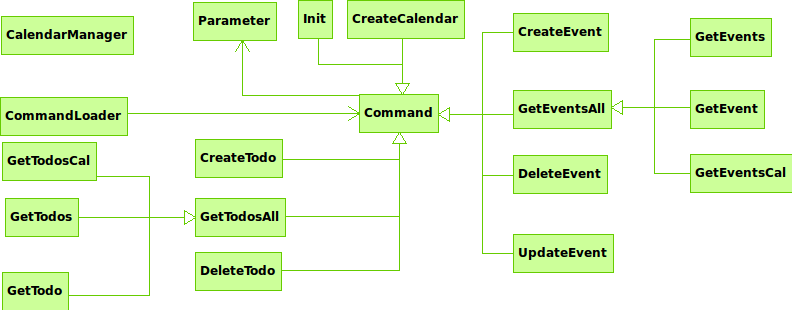 CalendarManager
Parameter
Init
CreateCalendar
CreateEvent
GetEvents
CommandLoader
Command
GetEventsAll
GetEvent
GetTodosCal
CreateTodo
DeleteEvent
GetEventsCal
GetTodos
GetTodosAll
UpdateEvent
GetTodo
DeleteTodo